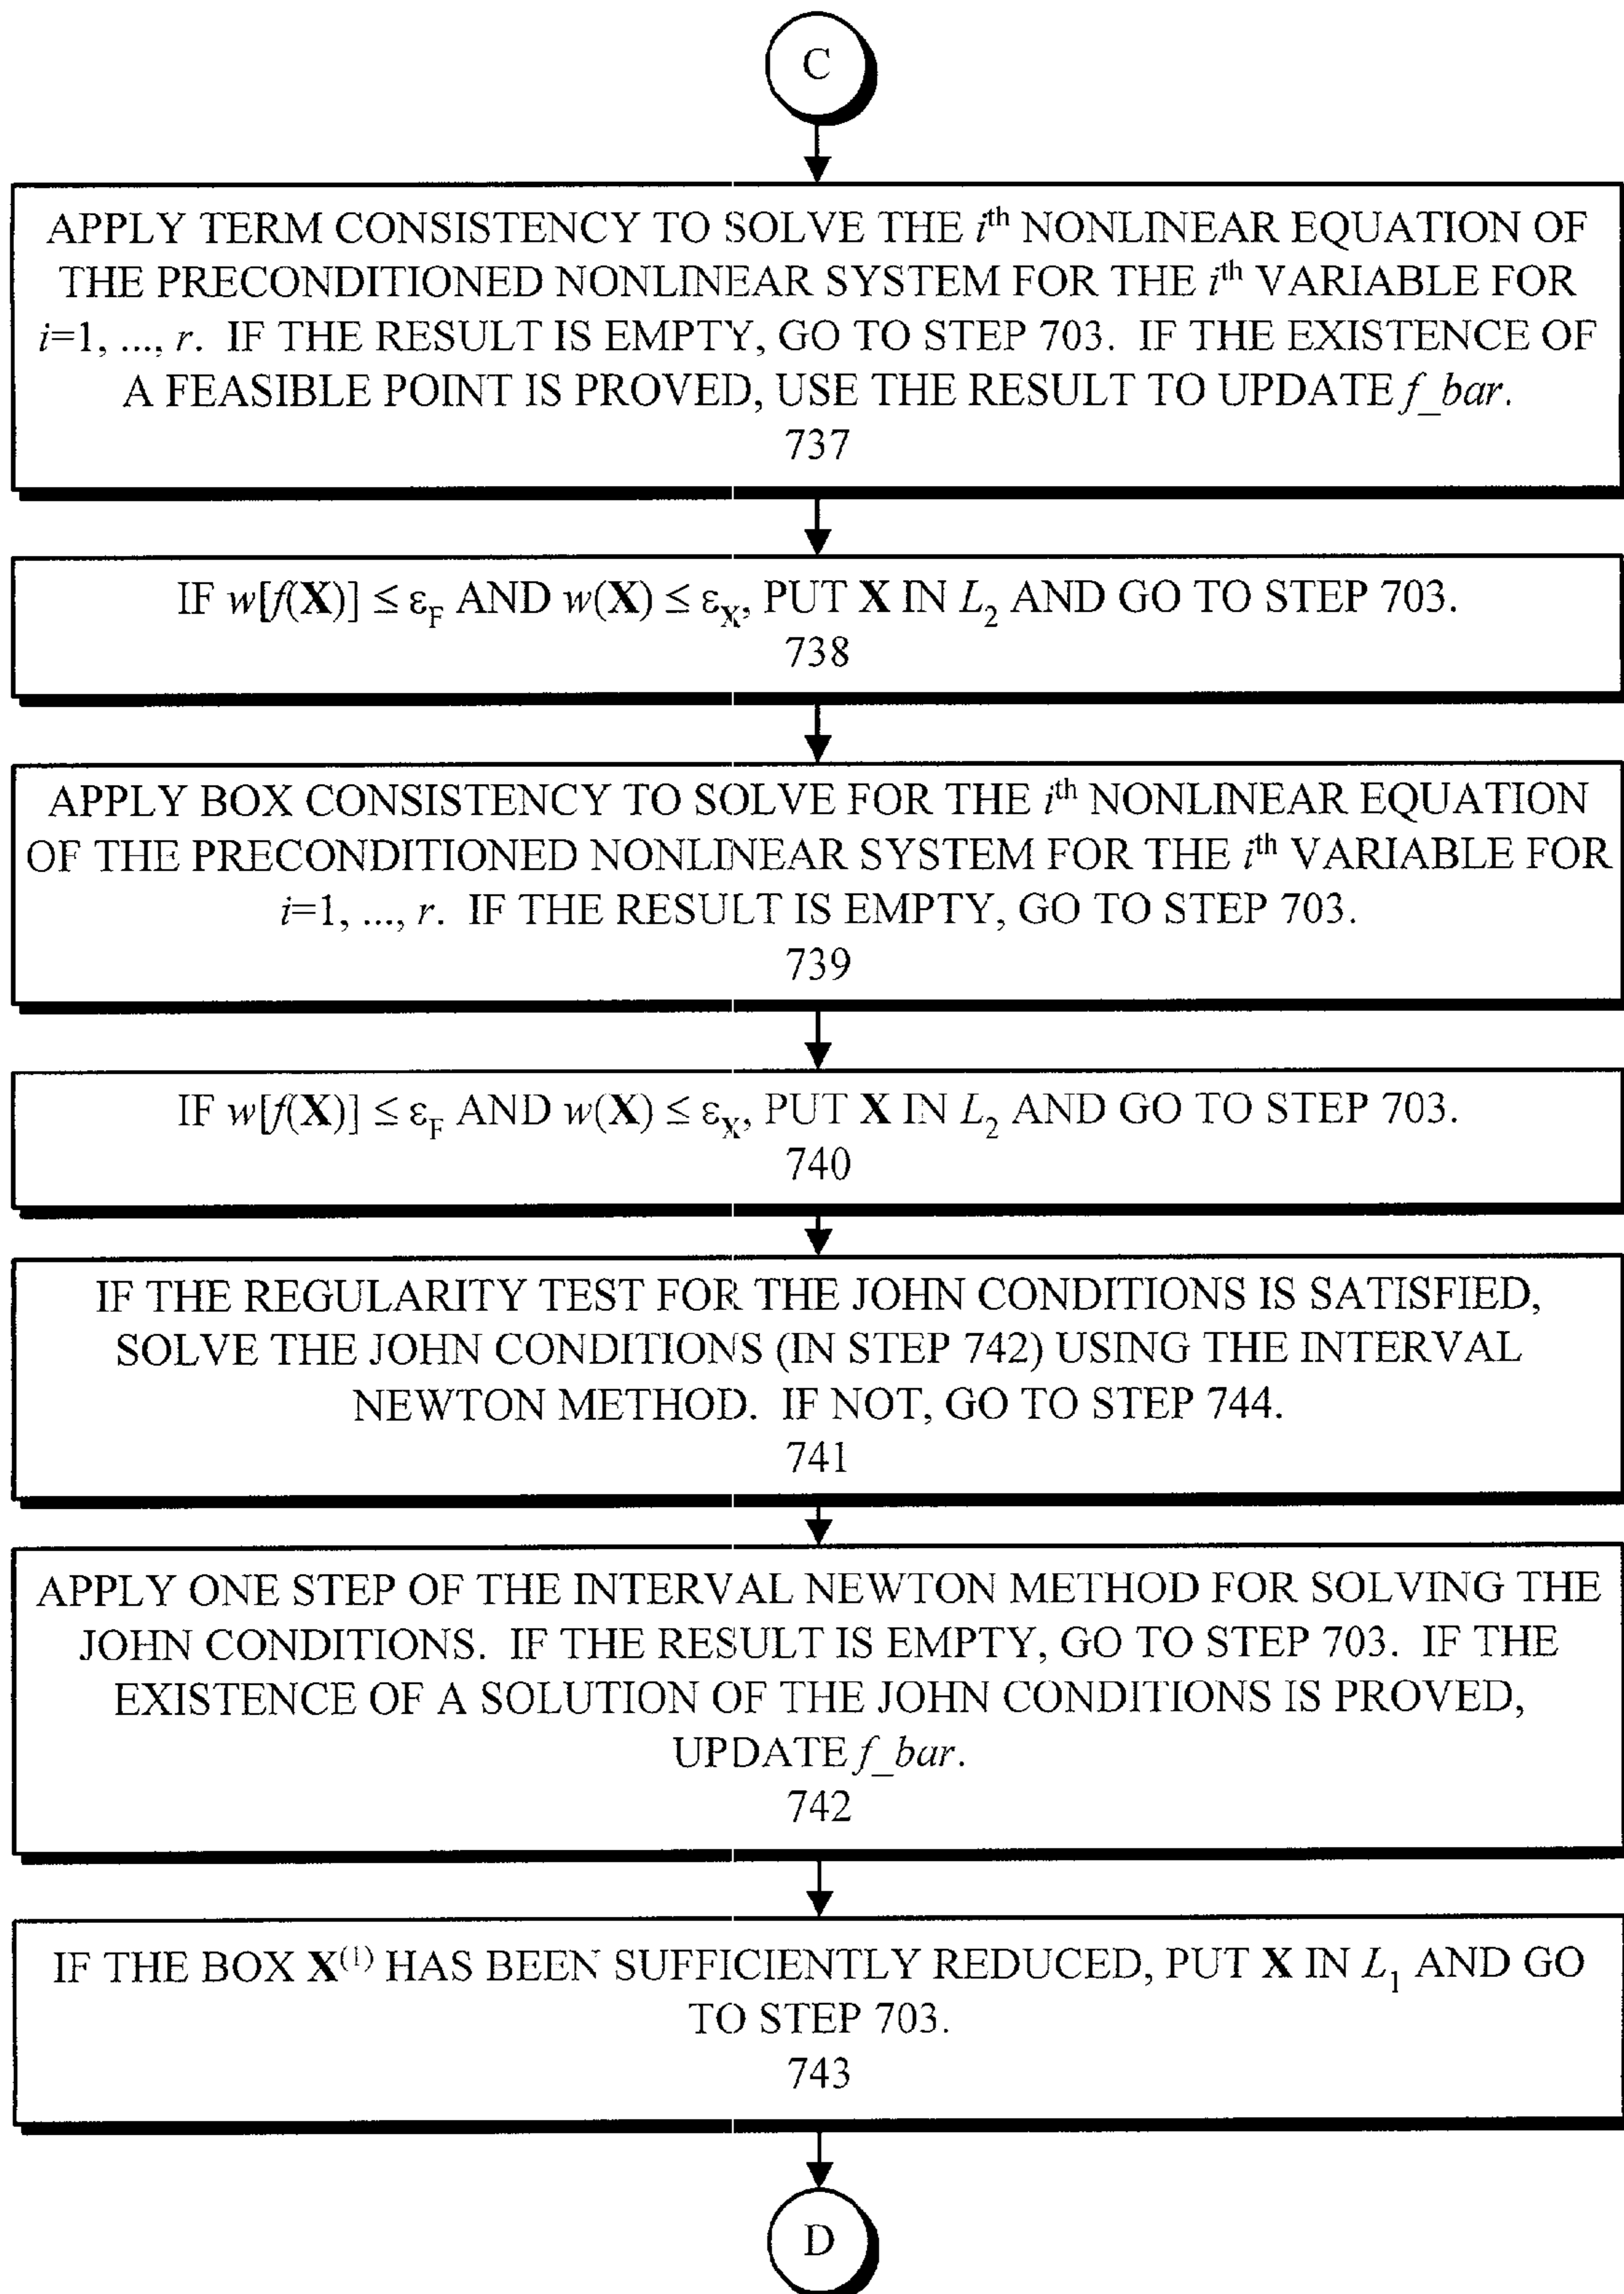 C
APPLY TERM CONSISTENCY TO SOLVE THE iᵗʰ NONLINEAR EQUATION OF
THE PRECONDITIONED NONLINEAR SYSTEM FOR THE iᵗʰ VARIABLE FOR
i=1, ..., r. IF THE RESULT IS EMPTY, GO TO STEP 703. IF THE EXISTENCE OF
A FEASIBLE POINT IS PROVED, USE THE RESULT TO UPDATE f_bar.
737
IF w[f(X)] ≤ ε_F AND w(X) ≤ ε_X, PUT X IN L₂ AND GO TO STEP 703.
738
APPLY BOX CONSISTENCY TO SOLVE FOR THE iᵗʰ NONLINEAR EQUATION
OF THE PRECONDITIONED NONLINEAR SYSTEM FOR THE iᵗʰ VARIABLE FOR
i=1, ..., r. IF THE RESULT IS EMPTY, GO TO STEP 703.
739
IF w[f(X)] ≤ ε_F AND w(X) ≤ ε_X, PUT X IN L₂ AND GO TO STEP 703.
740
IF THE REGULARITY TEST FOR THE JOHN CONDITIONS IS SATISFIED,
SOLVE THE JOHN CONDITIONS (IN STEP 742) USING THE INTERVAL
NEWTON METHOD. IF NOT, GO TO STEP 744.
741
APPLY ONE STEP OF THE INTERVAL NEWTON METHOD FOR SOLVING THE
JOHN CONDITIONS. IF THE RESULT IS EMPTY, GO TO STEP 703. IF THE
EXISTENCE OF A SOLUTION OF THE JOHN CONDITIONS IS PROVED,
UPDATE f_bar.
742
IF THE BOX X⁽¹⁾ HAS BEEN SUFFICIENTLY REDUCED, PUT X IN L₁ AND GO
TO STEP 703.
743
D